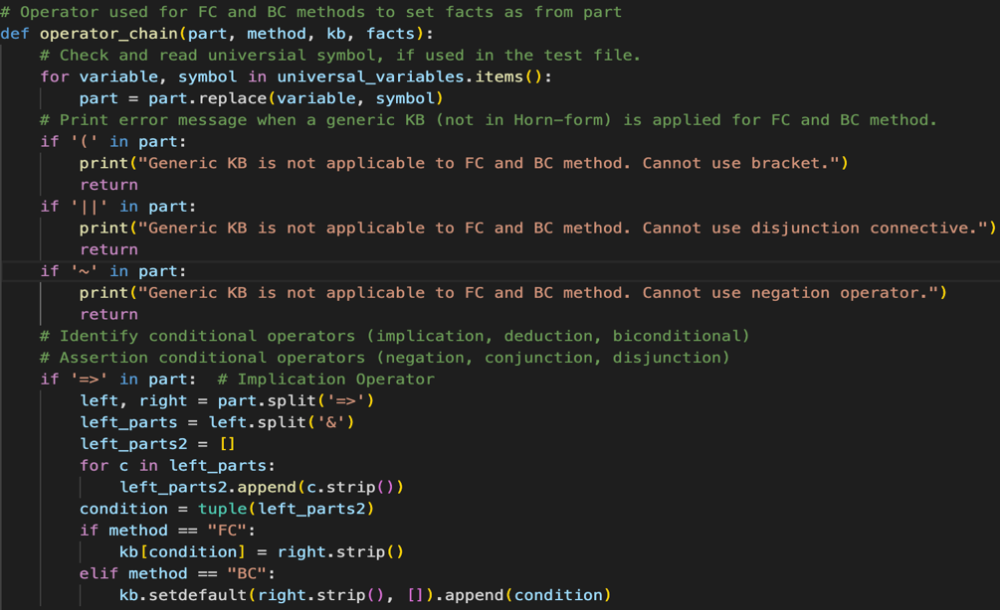 # Operator used for FC and BC methods to set facts as from part
def operator_chain(part, method, kb, facts):
    # Check and read universial symbol, if used in the test file.
    for variable, symbol in universal_variables.items():
        part = part.replace(variable, symbol)
    # Print error message when a generic KB (not in Horn-form) is applied for FC and BC method.
    if '(' in part:
        print("Generic KB is not applicable to FC and BC method. Cannot use bracket.")
        return
    if '||' in part:
        print("Generic KB is not applicable to FC and BC method. Cannot use disjunction connective.")
        return
    if '~' in part:
        print("Generic KB is not applicable to FC and BC method. Cannot use negation operator.")
        return
    # Identify conditional operators (implication, deduction, biconditional)
    # Assertion conditional operators (negation, conjunction, disjunction)
    if '=>' in part:  # Implication Operator
        left, right = part.split('=>')
        left_parts = left.split('&')
        left_parts2 = []
        for c in left_parts:
            left_parts2.append(c.strip())
        condition = tuple(left_parts2)
        if method == "FC":
            kb[condition] = right.strip()
        elif method == "BC":
            kb.setdefault(right.strip(), []).append(condition)